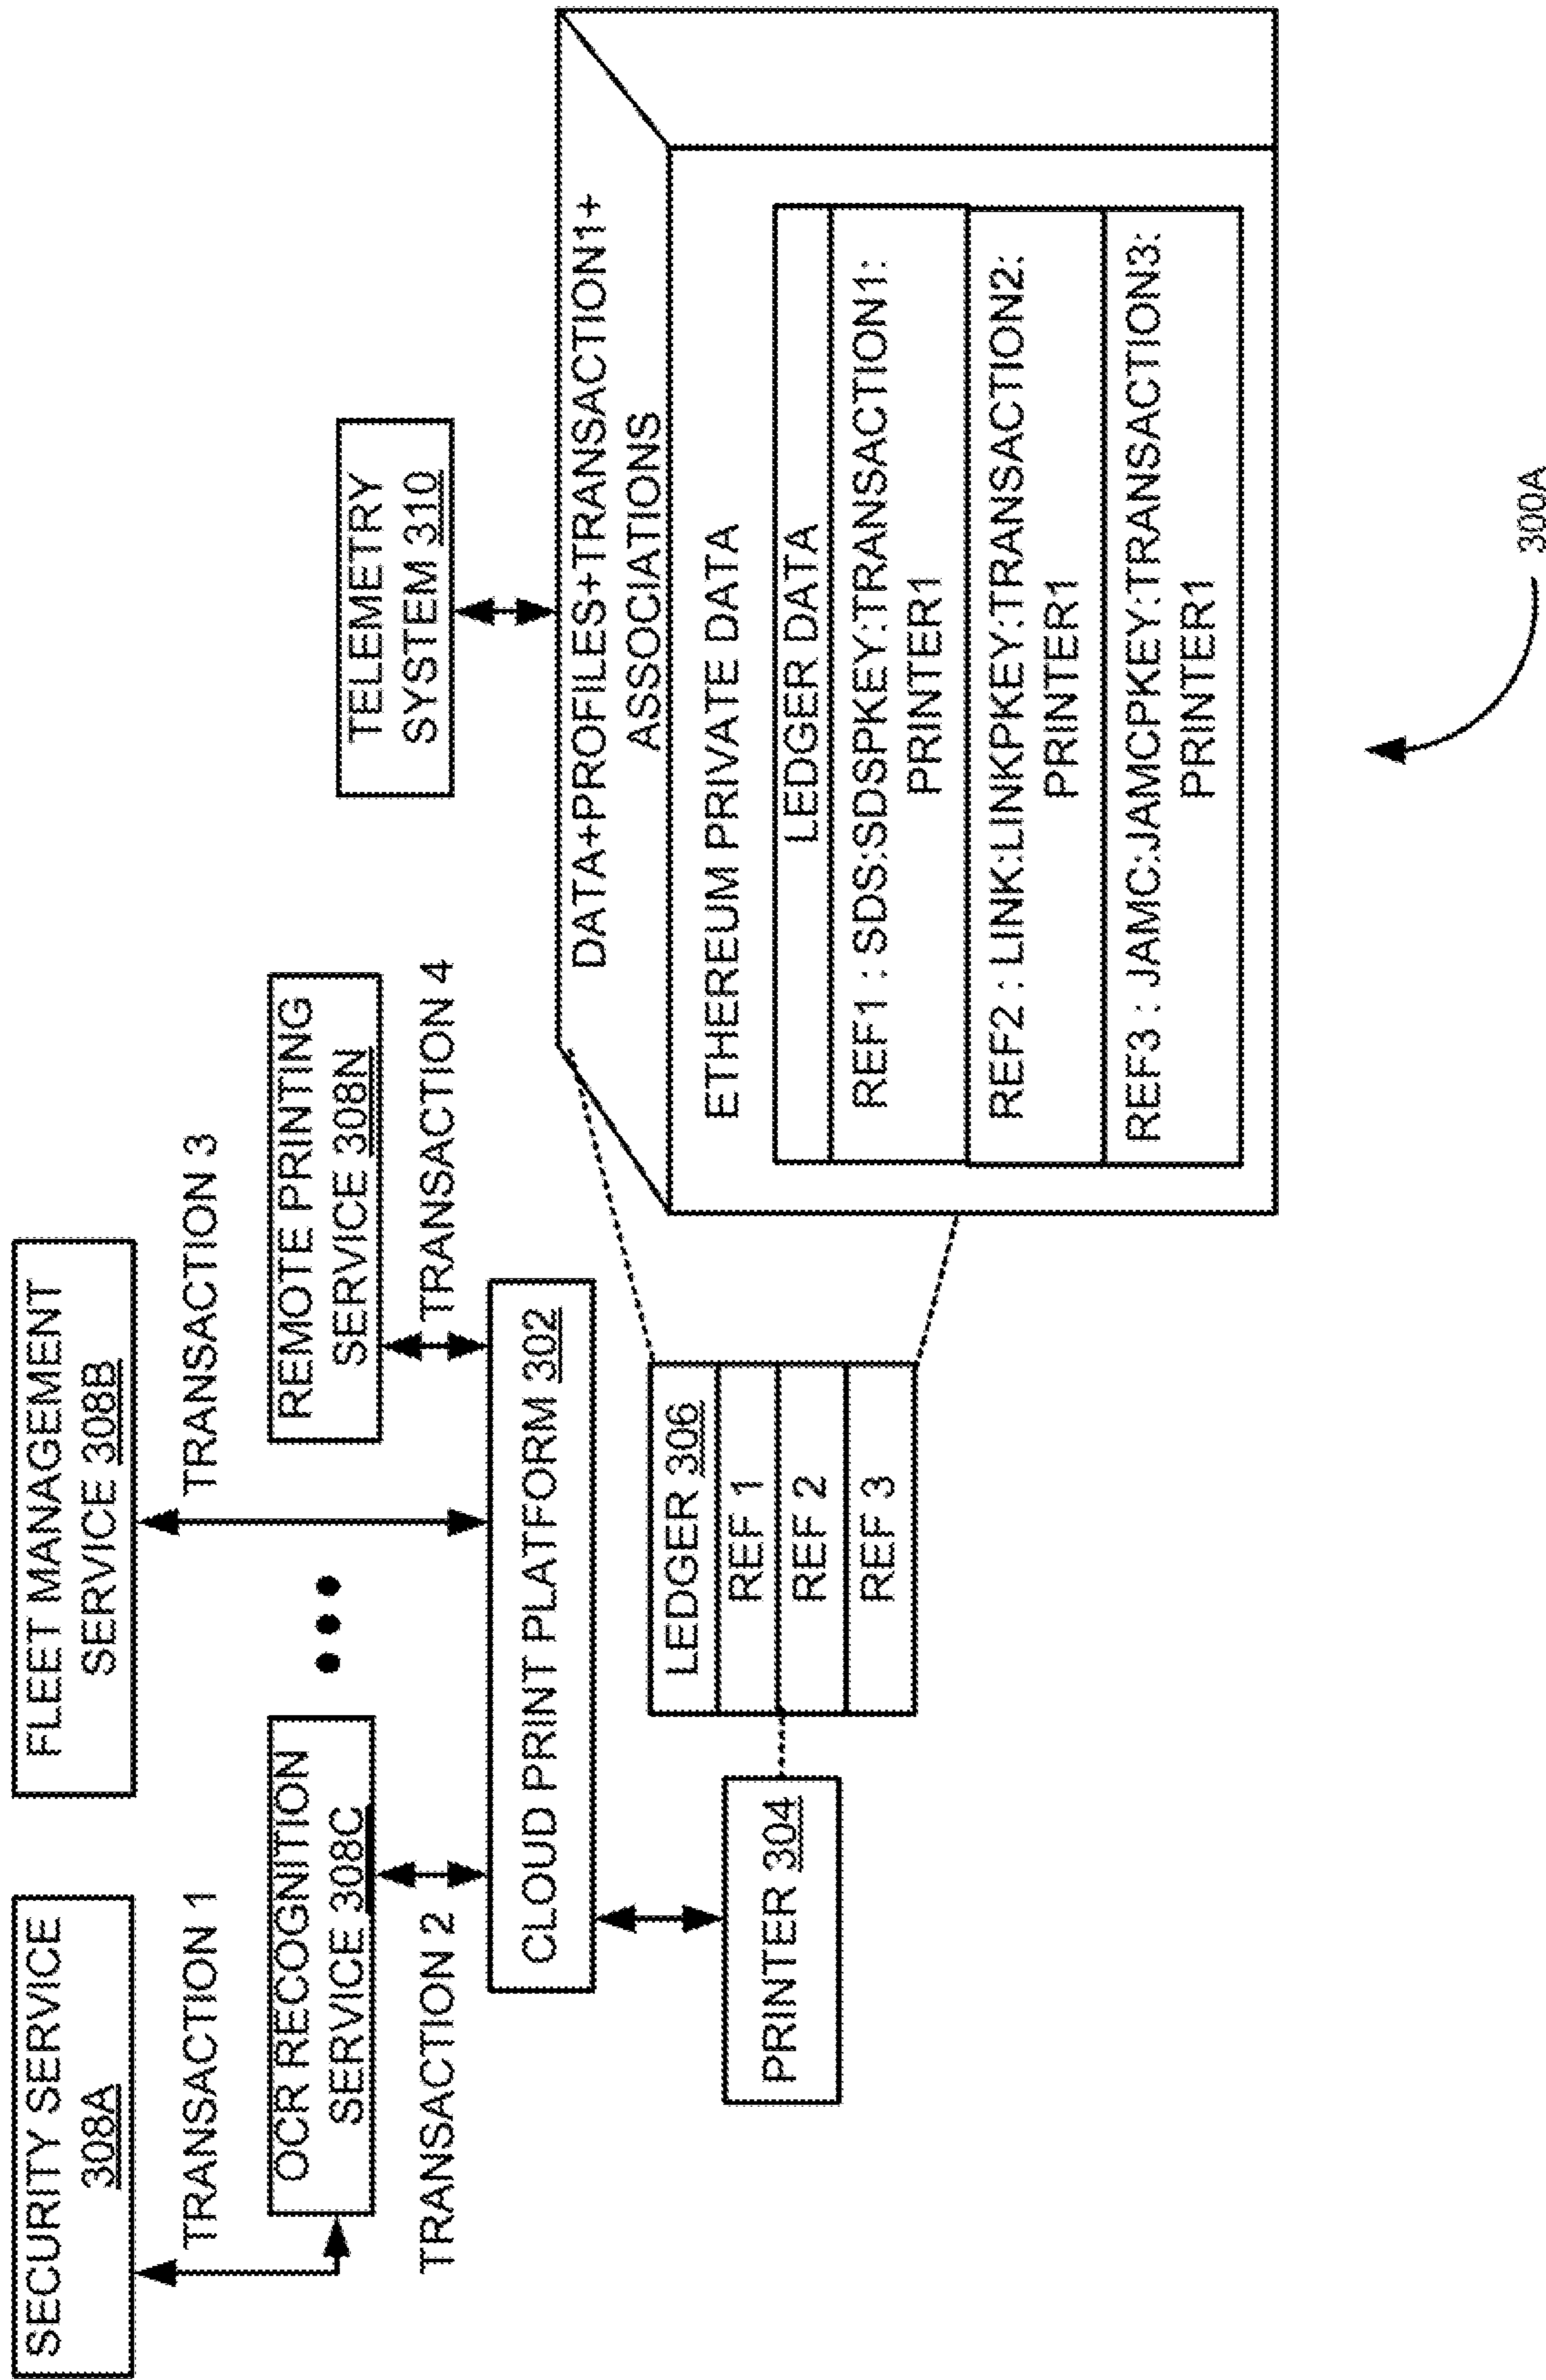 SECURITY SERVICE
308A
FLEET MANAGEMENT
SERVICE 308B
TRANSACTION 1
TRANSACTION 3
OCR RECOGNITION
SERVICE 308C
REMOTE PRINTING
SERVICE 308N
TELEMETRY
SYSTEM 310
TRANSACTION 2
TRANSACTION 4
CLOUD PRINT PLATFORM 302
DATA+PROFILES+TRANSACTION1+
ASSOCIATIONS
PRINTER 304
LEDGER 306
REF 1
REF 2
REF 3
ETHEREUM PRIVATE DATA
LEDGER DATA
REF1 : SDS:SDSPKEY:TRANSACTION1:
PRINTER1
REF2 : LINK:LINKPKEY:TRANSACTION2:
PRINTER1
REF3 : JAMC:JAMCPKEY:TRANSACTION3:
PRINTER1
300A